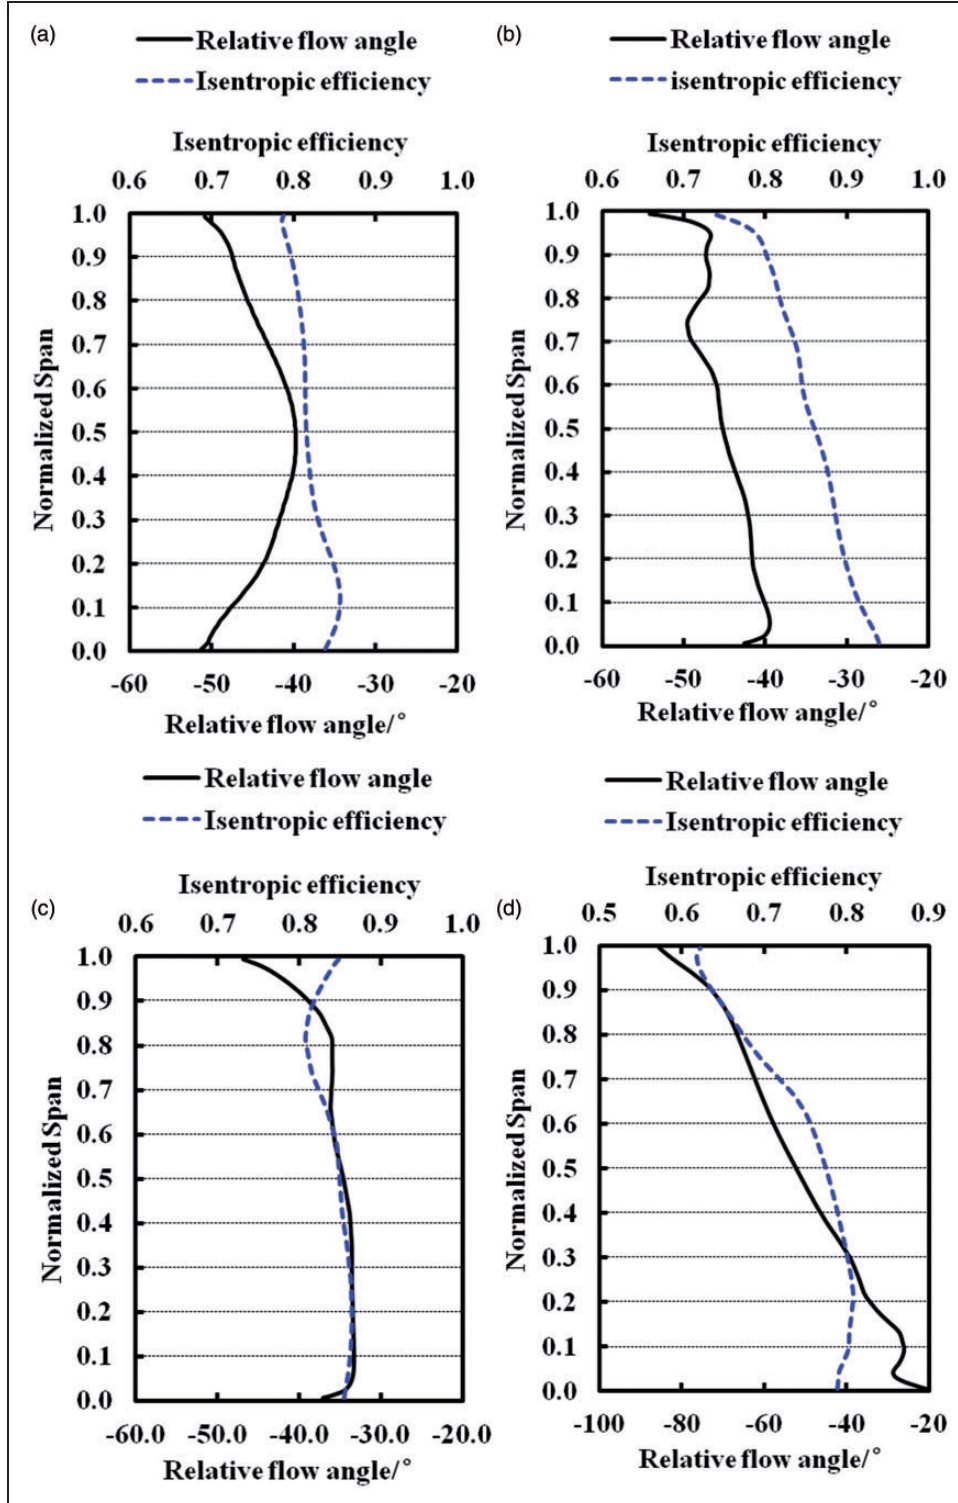 (a)
Relative flow angle
Isentropic efficiency
Isentropic efficiency
0.6 0.7 0.8 0.9 1.0
1.0
0.9
0.8
0.7
0.6
0.5
0.4
0.3
0.2
0.1
0.0
Normalized Span
-60 -50 -40 -30 -20
Relative flow angle/°
(b)
Relative flow angle
isentropic efficiency
Isentropic efficiency
0.6 0.7 0.8 0.9 1.0
1.0
0.9
0.8
0.7
0.6
0.5
0.4
0.3
0.2
0.1
0.0
Normalized Span
-60 -50 -40 -30 -20
Relative flow angle/°
(c)
Relative flow angle
Isentropic efficiency
Isentropic efficiency
0.6 0.7 0.8 0.9 1.0
1.0
0.9
0.8
0.7
0.6
0.5
0.4
0.3
0.2
0.1
0.0
Normalized Span
-60.0 -50.0 -40.0 -30.0 -20.0
Relative flow angle/°
(d)
Relative flow angle
Isentropic efficiency
Isentropic efficiency
0.5 0.6 0.7 0.8 0.9
1.0
0.9
0.8
0.7
0.6
0.5
0.4
0.3
0.2
0.1
0.0
Normalized Span
-100 -80 -60 -40 -20
Relative flow angle/°